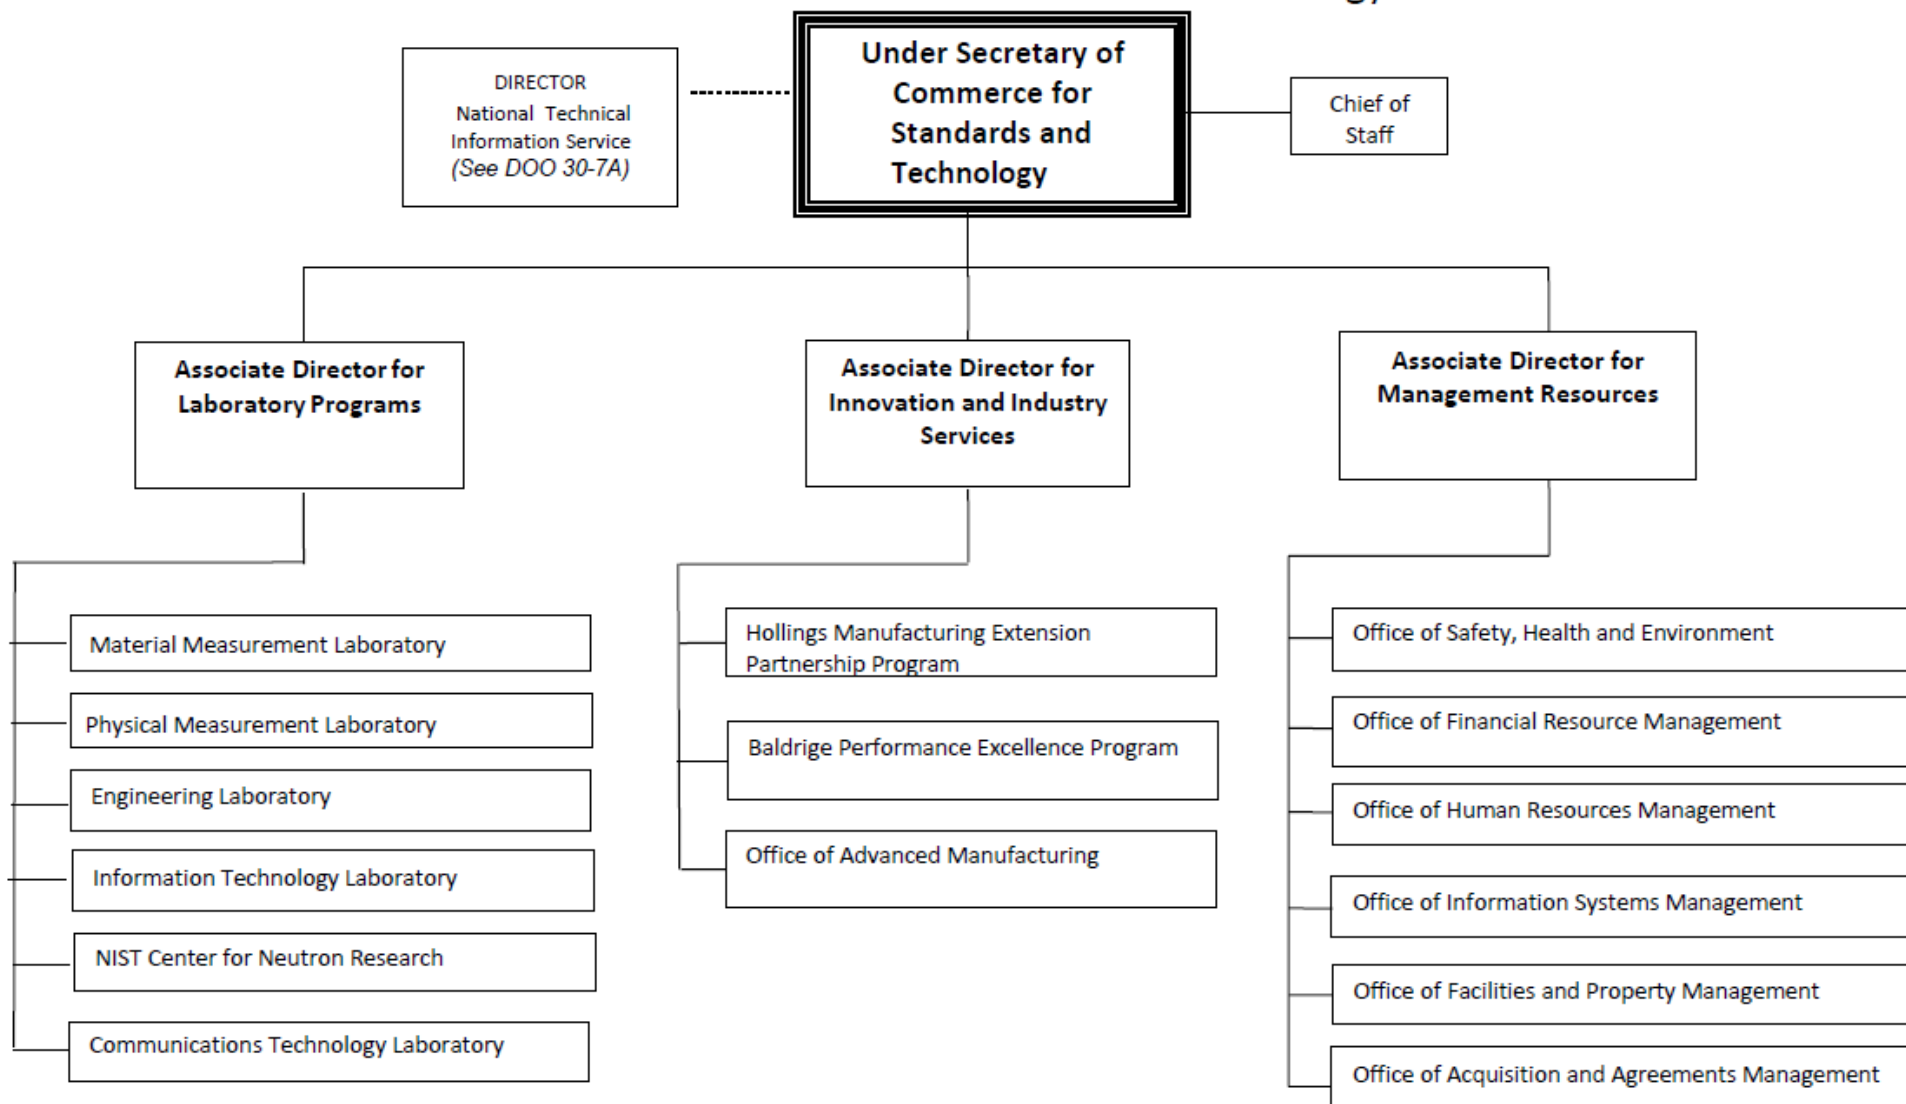 DIRECTOR
National Technical
Information Service
(See DOO 30-7A)
Under Secretary of
Commerce for
Standards and
Technology
Chief of
Staff
Associate Director for
Laboratory Programs
Associate Director for
Innovation and Industry
Services
Associate Director for
Management Resources
Material Measurement Laboratory
Physical Measurement Laboratory
Engineering Laboratory
Information Technology Laboratory
NIST Center for Neutron Research
Communications Technology Laboratory
Hollings Manufacturing Extension
Partnership Program
Baldrige Performance Excellence Program
Office of Advanced Manufacturing
Office of Safety, Health and Environment
Office of Financial Resource Management
Office of Human Resources Management
Office of Information Systems Management
Office of Facilities and Property Management
Office of Acquisition and Agreements Management